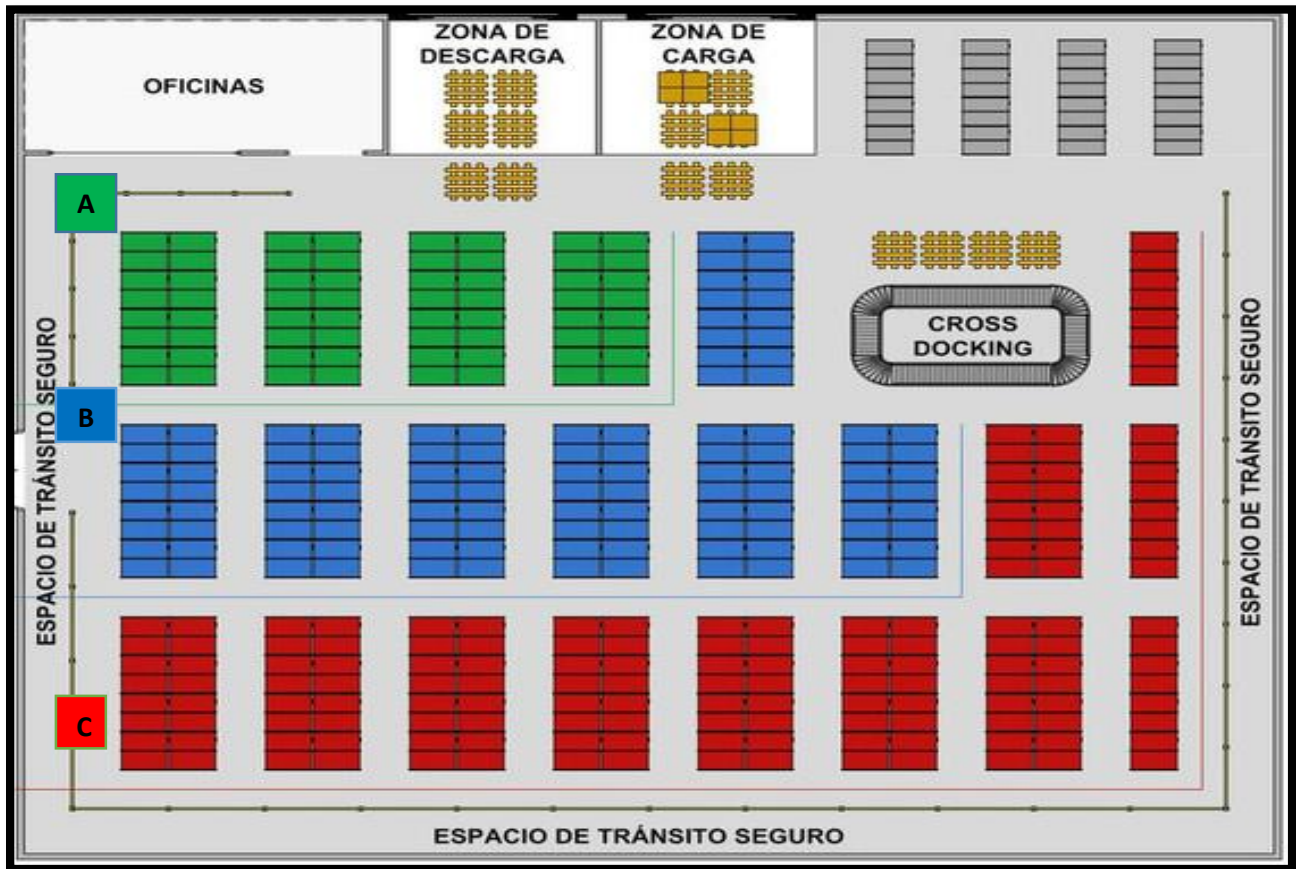 OFICINAS
ZONA DE
DESCARGA
ZONA DE
CARGA
A
CROSS
DOCKING
B
ESPACIO DE TRÁNSITO SEGURO
ESPACIO DE TRÁNSITO SEGURO
C
ESPACIO DE TRÁNSITO SEGURO